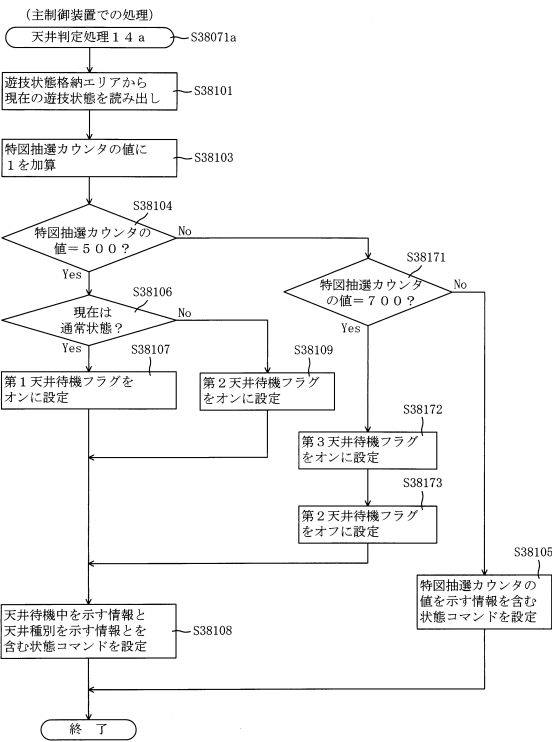 （主制御装置での処理）
天井判定処理１４ａ
S38071a
遊技状態格納エリアから
現在の遊技状態を読み出し
S38101
特図抽選カウンタの値に
１を加算
S38103
S38104
特図抽選カウンタの
値＝５００？
No
Yes
S38171
特図抽選カウンタ
の値＝７００？
No
Yes
S38106
現在は
通常状態？
No
Yes
S38107
第１天井待機フラグを
オンに設定
S38109
第２天井待機フラグ
をオンに設定
S38172
第３天井待機フラグ
をオンに設定
S38173
第２天井待機フラグ
をオフに設定
S38105
特図抽選カウンタの
値を示す情報を含む
状態コマンドを設定
天井待機中を示す情報と
天井種別を示す情報とを
含む状態コマンドを設定
S38108
終　了